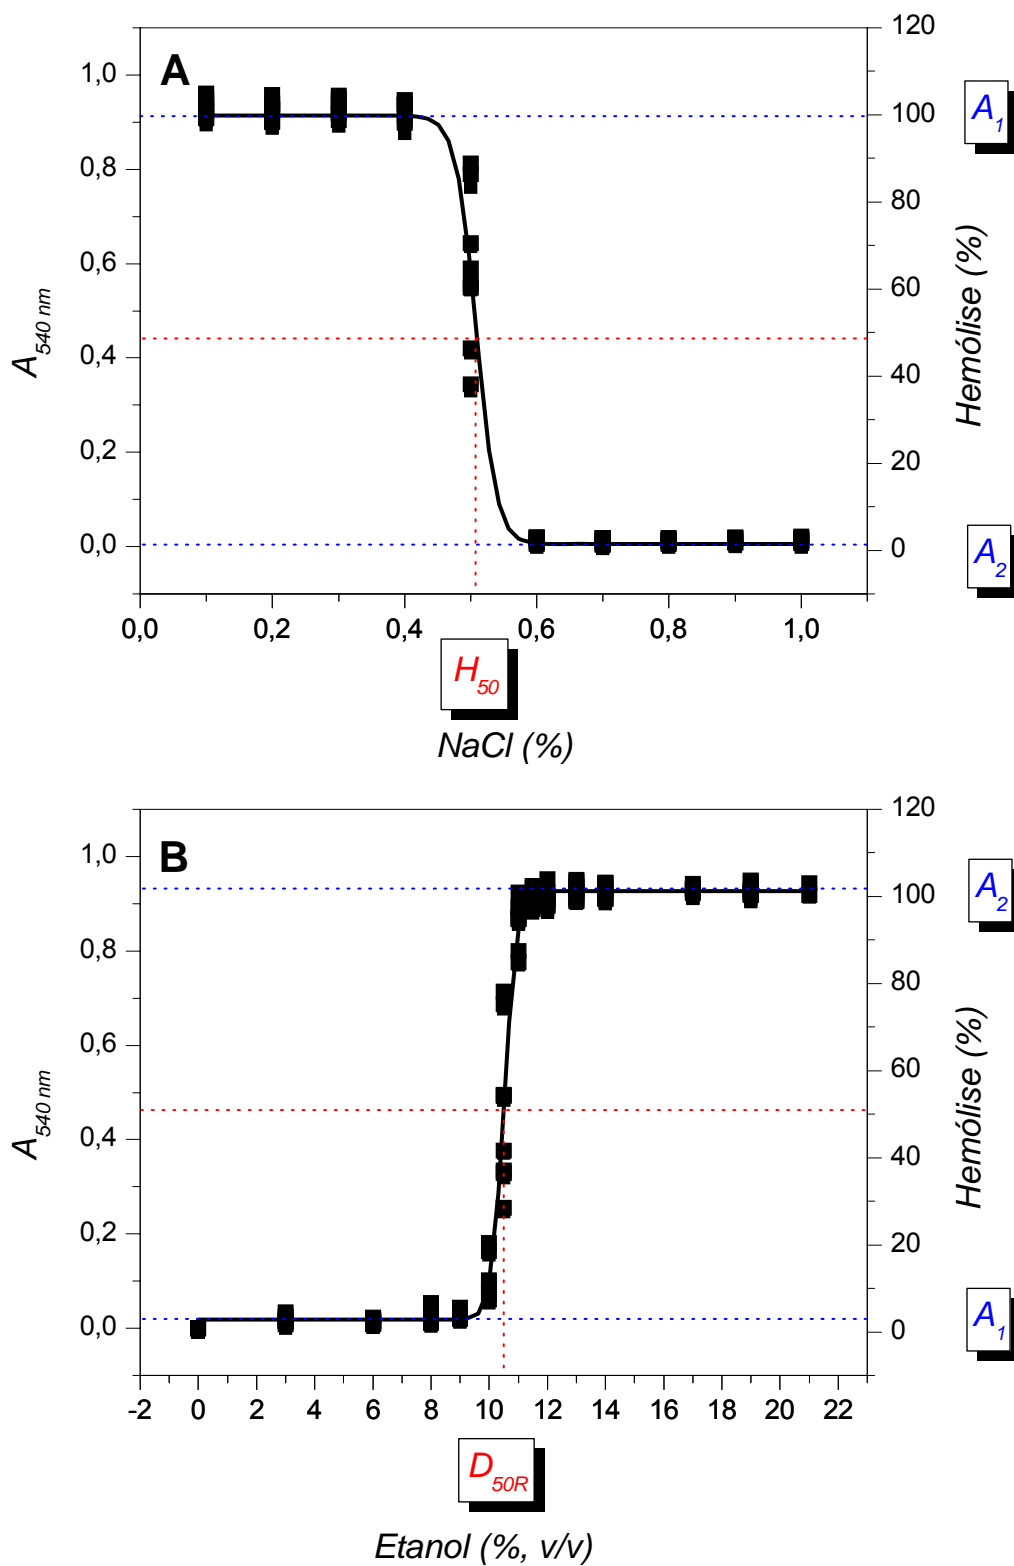 A
1,0
0,8
0,6
0,4
0,2
0,0
A540 nm
120
100
80
60
40
20
0
Hemólise (%)
A1
A2
0,0 0,2 0,4 0,6 0,8 1,0
H50
NaCl (%)
B
1,0
0,8
0,6
0,4
0,2
0,0
A540 nm
120
100
80
60
40
20
0
Hemólise (%)
A2
A1
-2 0 2 4 6 8 10 12 14 16 18 20 22
D50R
Etanol (%, v/v)